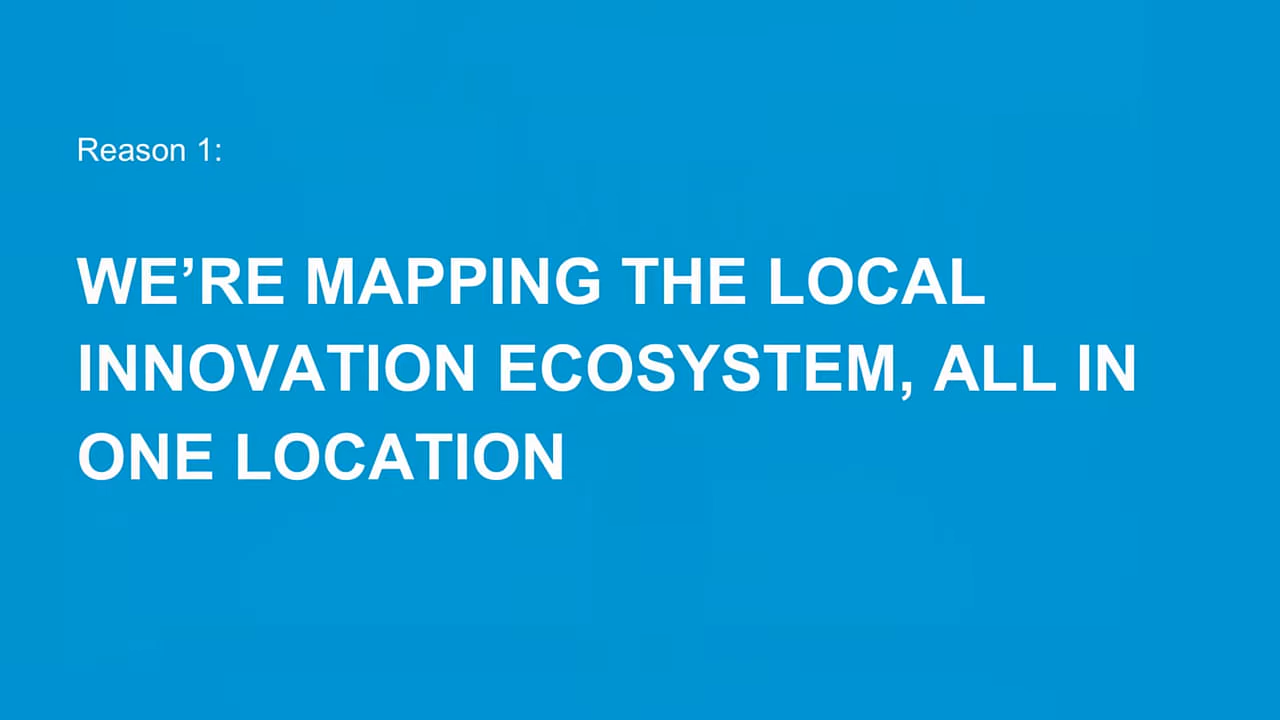 Reason 1:
WE’RE MAPPING THE LOCAL
INNOVATION ECOSYSTEM, ALL IN
ONE LOCATION